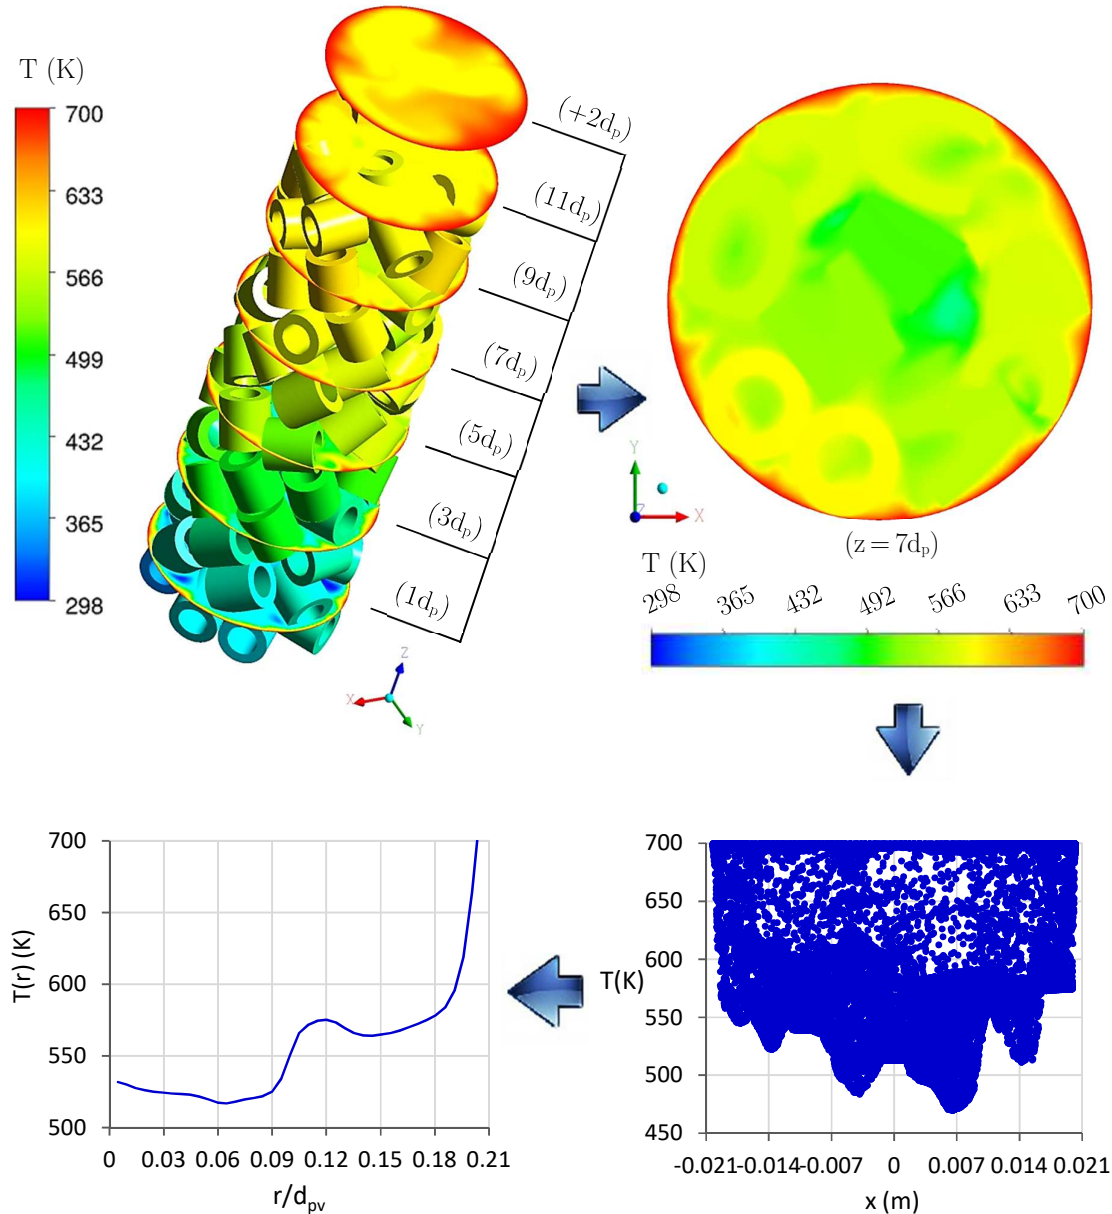 T (K)
700
633
566
499
432
365
298
(+2dₚ)
(11dₚ)
(9dₚ)
(7dₚ)
(5dₚ)
(3dₚ)
(1dₚ)
Z
X
Y
Y
Z
X
(z = 7dₚ)
T (K)
298 365 432 492 566 633 700
700
650
600
550
500
T(r) (K)
0 0.03 0.06 0.09 0.12 0.15 0.18 0.21
r/dpv
700
650
600
550
500
450
T(K)
-0.021 -0.014 -0.007 0 0.007 0.014 0.021
x (m)